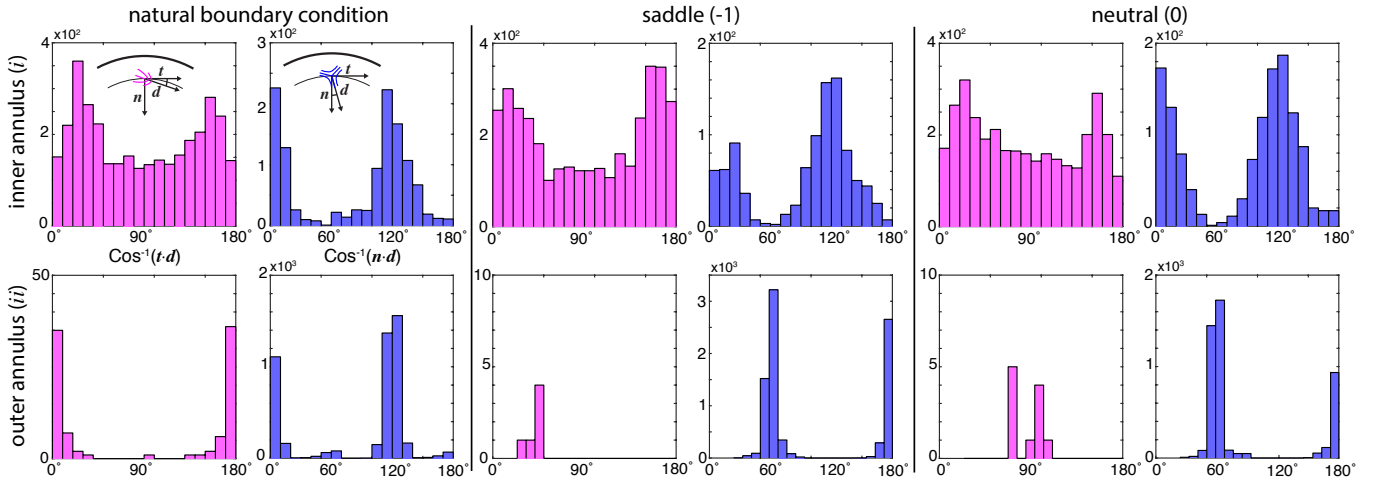 natural boundary condition
saddle (-1)
neutral (0)
inner annulus (i)
x10² 4 2 0 0° 90° 180°
t d n
Cos⁻¹(t·d)
x10² 3 2 1 0 0° 60° 120° 180°
t n d
Cos⁻¹(n·d)
x10² 4 2 0 0° 90° 180°
x10² 2 1 0 0° 60° 120° 180°
x10² 4 2 0 0° 90° 180°
x10² 2 1 0 0° 60° 120° 180°
outer annulus (ii)
50 0 0° 90° 180°
x10³ 2 1 0 0° 60° 120° 180°
10 5 0 0° 90° 180°
x10³ 3 2 1 0 0° 60° 120° 180°
10 5 0 0° 90° 180°
x10³ 2 1 0 0° 60° 120° 180°